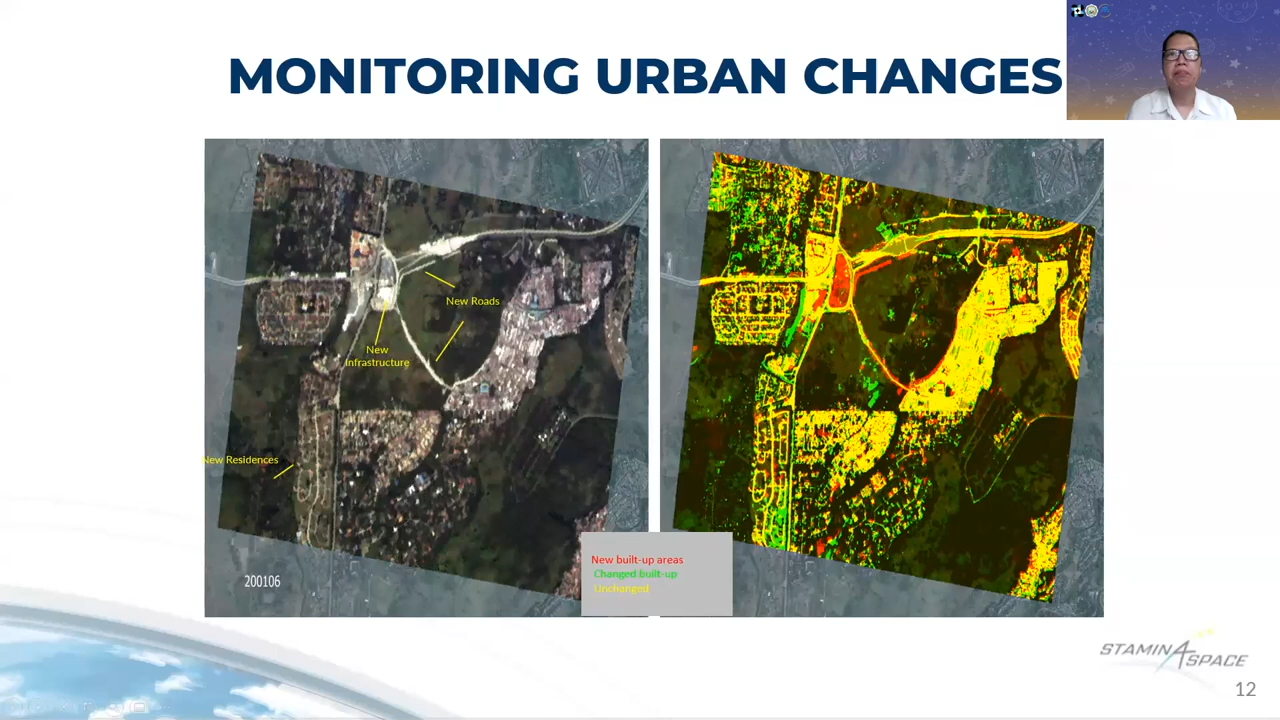 MONITORING URBAN CHANGES
New Roads
New
Infrastructure
New Residences
200106
New built-up areas
Changed built-up
Unchanged
STAMIN4SPACE
12